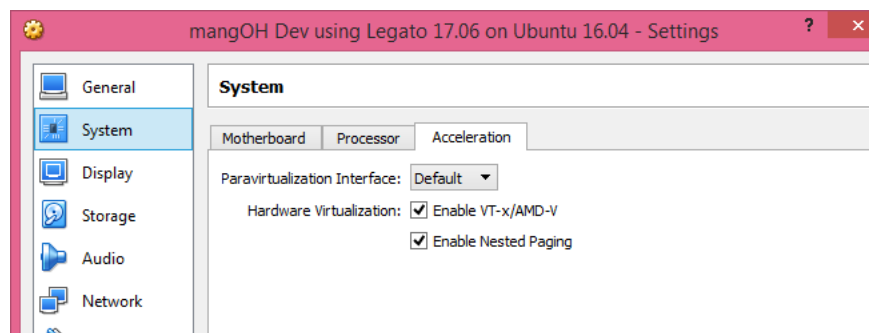 mangOH Dev using Legato 17.06 on Ubuntu 16.04 - Settings ? ×
General
System
Display
Storage
Audio
Network
System
Motherboard Processor Acceleration
Paravirtualization Interface: Default
Hardware Virtualization: Enable VT-x/AMD-V
Enable Nested Paging